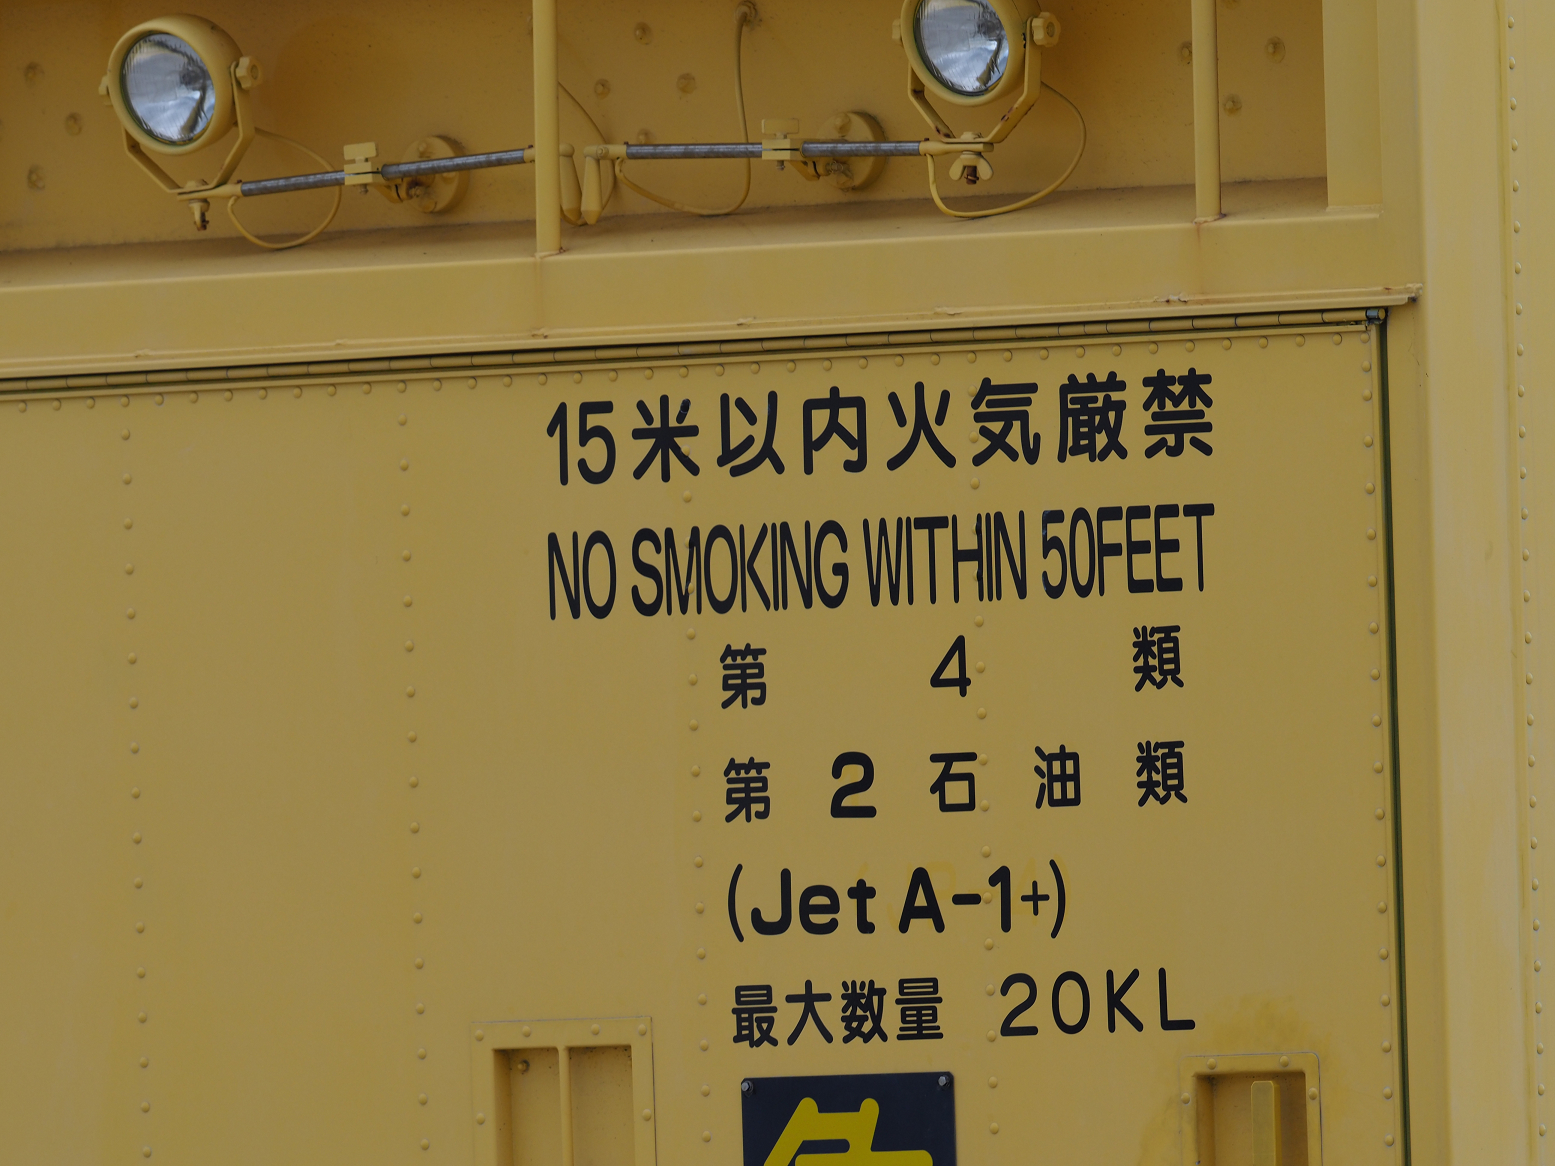 15米以内火気厳禁
NO SMOKING WITHIN 50FEET
第 4 類
第 2 石 油 類
(Jet A-1+)
最大数量 20KL